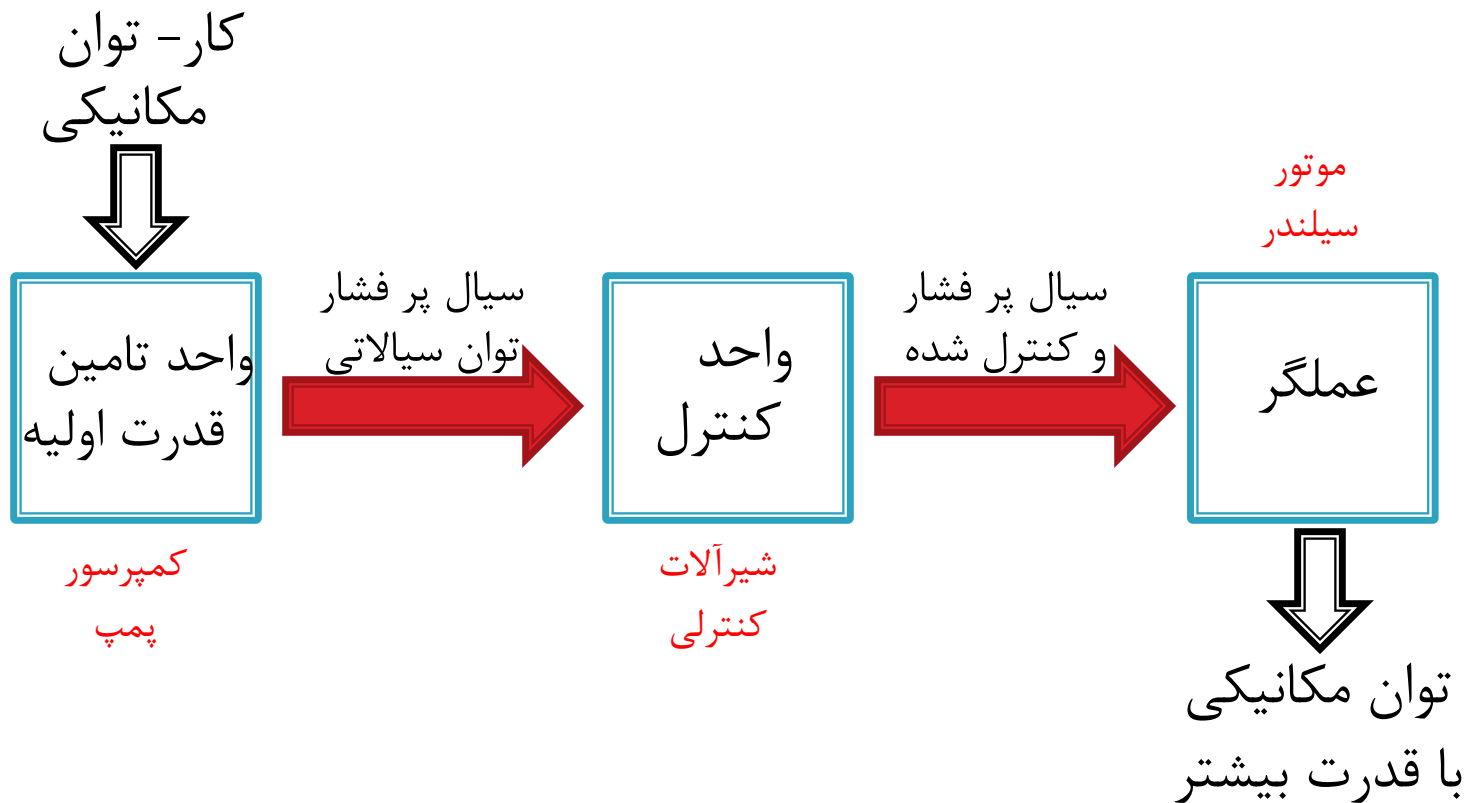 کار- توان
مکانیکی
واحد تامین
قدرت اولیه
کمپرسور
پمپ
سیال پر فشار
توان سیالاتی
واحد
کنترل
شیرآلات
کنترلی
سیال پر فشار
و کنترل شده
موتور
سیلندر
عملگر
توان مکانیکی
با قدرت بیشتر